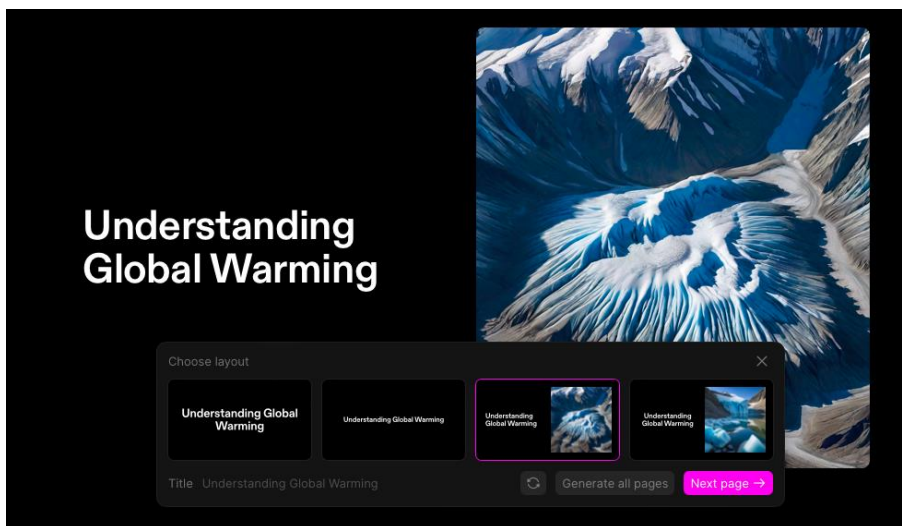 Understanding
Global Warming
Choose layout
Understanding Global
Warming
Understanding Global Warming
Understanding
Global Warming
Understanding
Global Warming
Title Understanding Global Warming
Generate all pages
Next page →